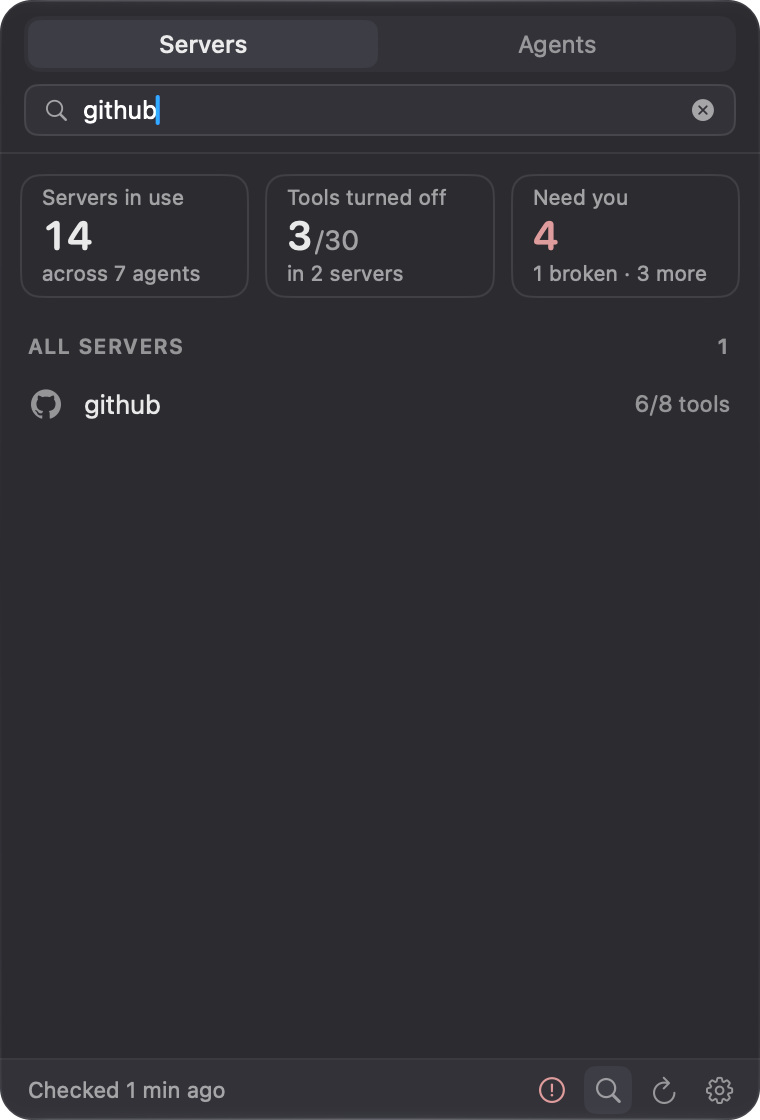 Servers Agents
github
Servers in use Tools turned off Need you
14 3/30 4
across 7 agents in 2 servers 1 broken · 3 more
ALL SERVERS 1
github 6/8 tools
Checked 1 min ago